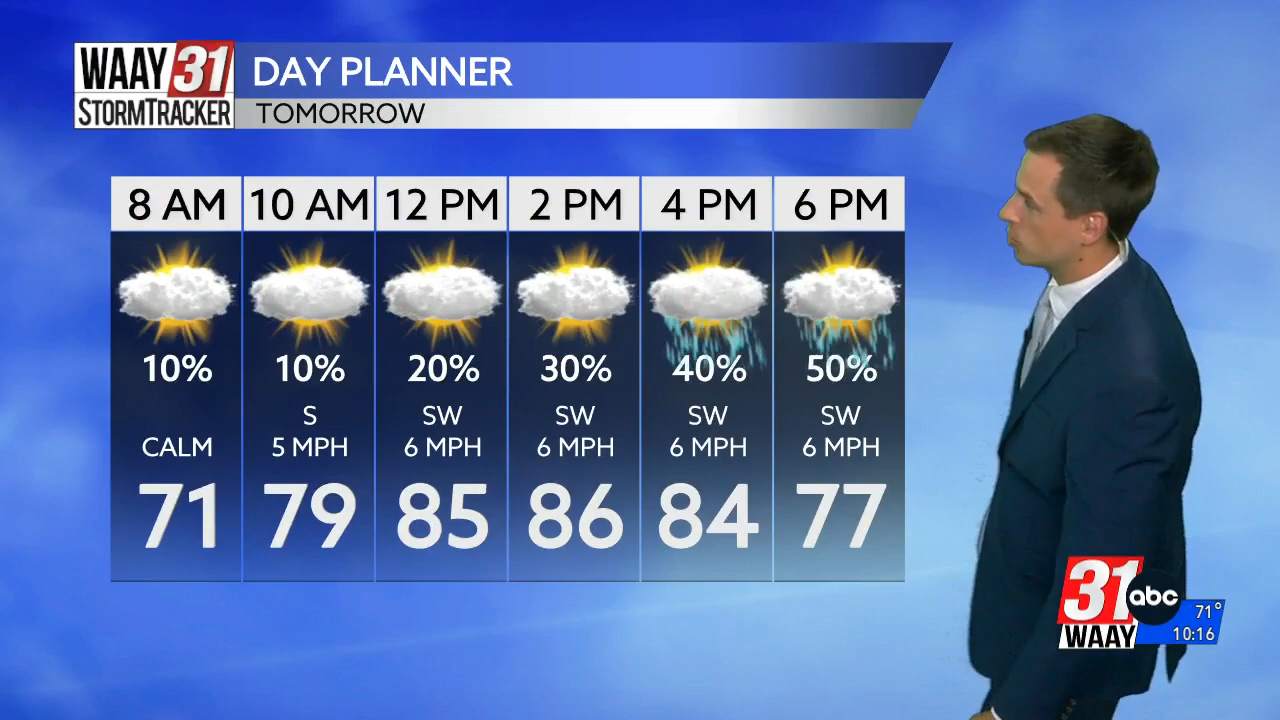 WAAY 31
STORMTRACKER
DAY PLANNER
TOMORROW
8 AM 10 AM 12 PM 2 PM 4 PM 6 PM
10% 10% 20% 30% 40% 50%
S SW SW SW SW
CALM 5 MPH 6 MPH 6 MPH 6 MPH 6 MPH
71 79 85 86 84 77
31 abc
WAAY
71°
10:16